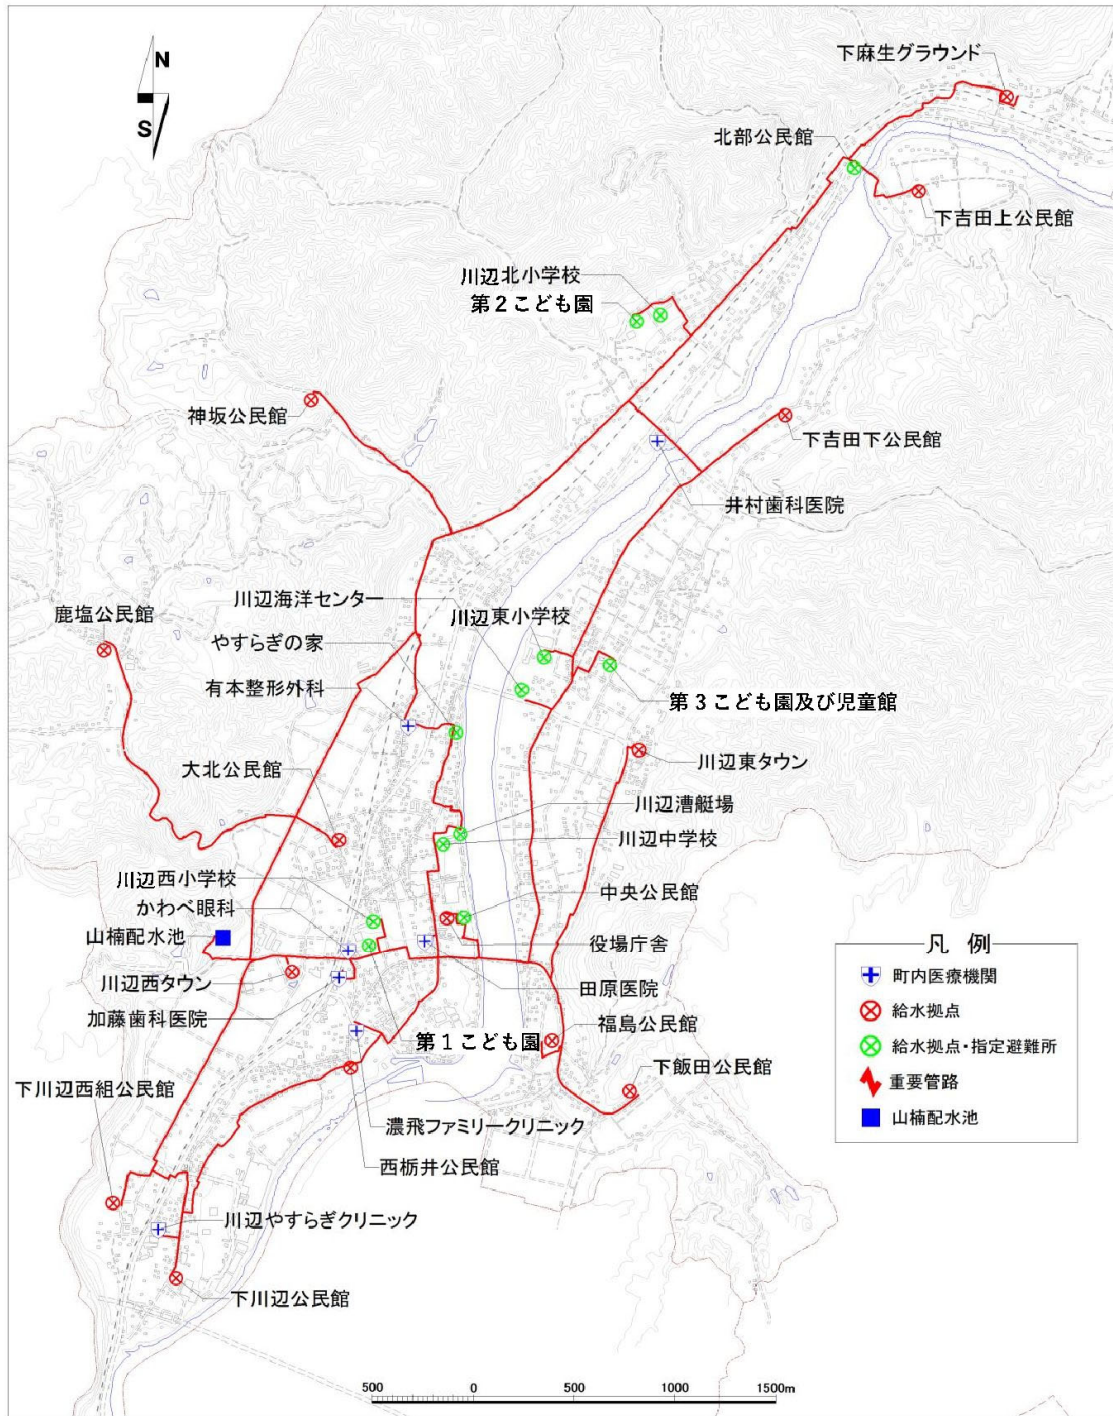 N
S
下麻生グラウンド
北部公民館
下吉田上公民館
川辺北小学校
第2こども園
神坂公民館
下吉田下公民館
井村歯科医院
川辺海洋センター
川辺東小学校
鹿塩公民館
やすらぎの家
有本整形外科
第3こども園及び児童館
大北公民館
川辺東タウン
川辺漕艇場
川辺中学校
川辺西小学校
かわべ眼科
中央公民館
山楠配水池
役場庁舎
川辺西タウン
田原医院
加藤歯科医院
福島公民館
第1こども園
下飯田公民館
下川辺西組公民館
濃飛ファミリークリニック
西栃井公民館
川辺やすらぎクリニック
下川辺公民館
凡 例
町内医療機関
給水拠点
給水拠点・指定避難所
重要管路
山楠配水池
500 0 500 1000 1500m